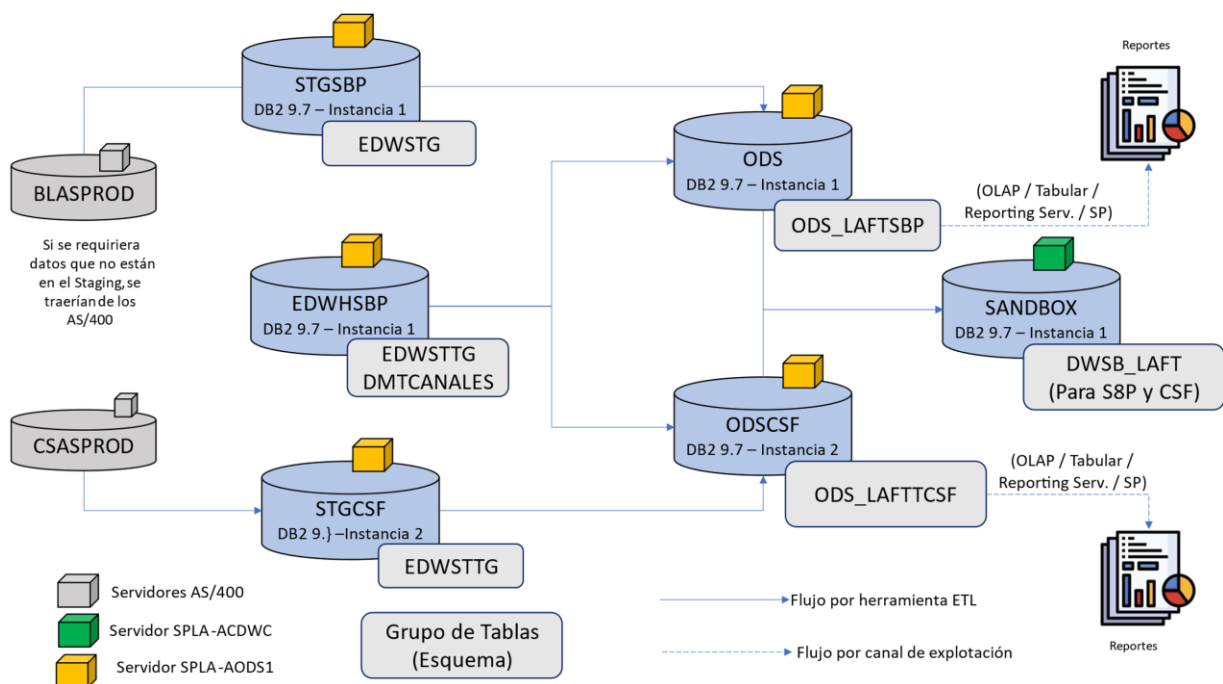 STGSBP
DB2 9.7 – Instancia 1
EDWSTG
BLASPROD
Si se requiriera
datos que no están
en el Staging, se
traerían de los
AS/400
EDWHSBP
DB2 9.7 – Instancia 1
EDWSTTG
DMTCANALES
CSASPROD
STGCSF
DB2 9.} –Instancia 2
EDWSTTG
ODS
DB2 9.7 – Instancia 1
ODS_LAFTSBP
(OLAP / Tabular /
Reporting Serv. / SP)
Reportes
SANDBOX
DB2 9.7 – Instancia 1
DWSB_LAFT
(Para S8P y CSF)
ODSCSF
DB2 9.7 – Instancia 2
ODS_LAFTTCSF
(OLAP / Tabular /
Reporting Serv. / SP)
Reportes
Servidores AS/400
Servidor SPLA-ACDWC
Servidor SPLA-AODS1
Grupo de Tablas
(Esquema)
Flujo por herramienta ETL
Flujo por canal de explotación